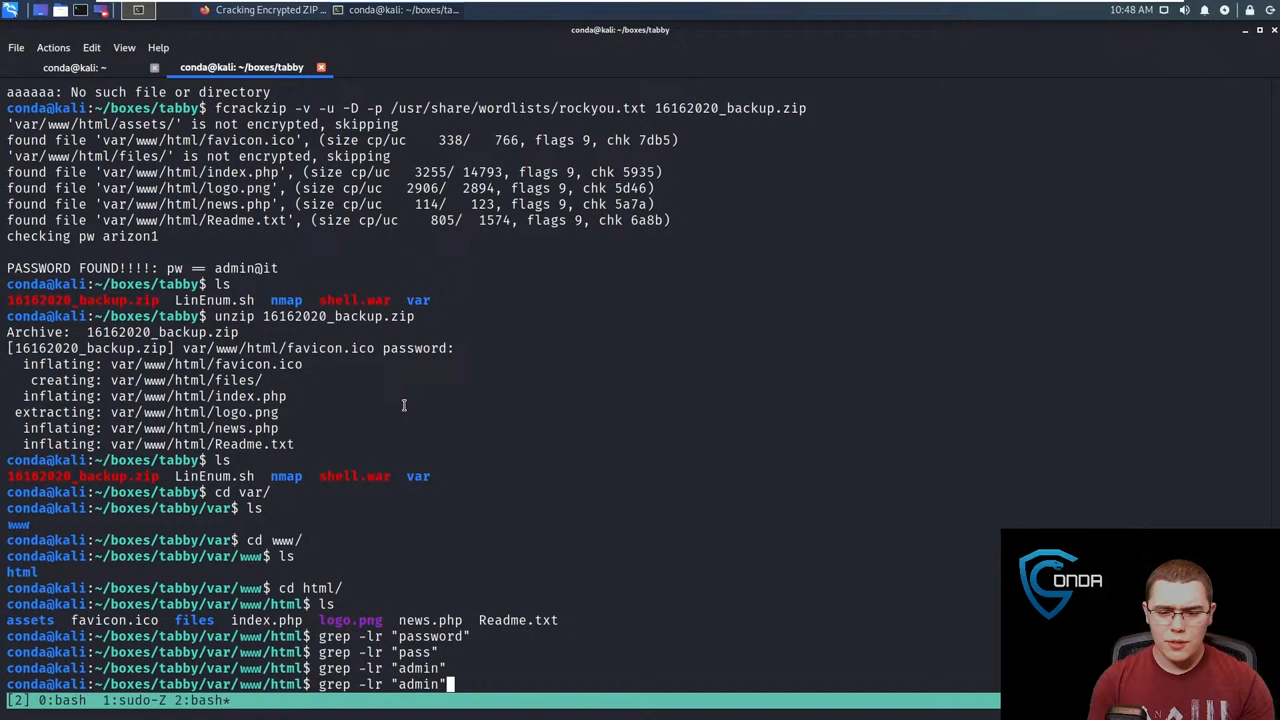 Cracking Encrypted ZIP ...
conda@kali: ~/boxes/ta...
10:48 AM
conda@kali: ~/boxes/tabby
File Actions Edit View Help
conda@kali: ~
conda@kali: ~/boxes/tabby
aaaaaa: No such file or directory
conda@kali:~/boxes/tabby$ fcrackzip -v -u -D -p /usr/share/wordlists/rockyou.txt 16162020_backup.zip
'var/www/html/assets/' is not encrypted, skipping
found file 'var/www/html/favicon.ico', (size cp/uc    338/   766, flags 9, chk 7db5)
'var/www/html/files/' is not encrypted, skipping
found file 'var/www/html/index.php', (size cp/uc   3255/ 14793, flags 9, chk 5935)
found file 'var/www/html/logo.png', (size cp/uc   2906/  2894, flags 9, chk 5d46)
found file 'var/www/html/news.php', (size cp/uc    114/   123, flags 9, chk 5a7a)
found file 'var/www/html/Readme.txt', (size cp/uc    805/  1574, flags 9, chk 6a8b)
checking pw arizon1
PASSWORD FOUND!!!!: pw == admin@it
conda@kali:~/boxes/tabby$ ls
16162020_backup.zip  LinEnum.sh  nmap  shell.war  var
conda@kali:~/boxes/tabby$ unzip 16162020_backup.zip
Archive:  16162020_backup.zip
[16162020_backup.zip] var/www/html/favicon.ico password:
  inflating: var/www/html/favicon.ico
   creating: var/www/html/files/
  inflating: var/www/html/index.php
 extracting: var/www/html/logo.png
  inflating: var/www/html/news.php
  inflating: var/www/html/Readme.txt
conda@kali:~/boxes/tabby$ ls
16162020_backup.zip  LinEnum.sh  nmap  shell.war  var
conda@kali:~/boxes/tabby$ cd var/
conda@kali:~/boxes/tabby/var$ ls
www
conda@kali:~/boxes/tabby/var$ cd www/
conda@kali:~/boxes/tabby/var/www$ ls
html
conda@kali:~/boxes/tabby/var/www$ cd html/
conda@kali:~/boxes/tabby/var/www/html$ ls
assets  favicon.ico  files  index.php  logo.png  news.php  Readme.txt
conda@kali:~/boxes/tabby/var/www/html$ grep -lr "password"
conda@kali:~/boxes/tabby/var/www/html$ grep -lr "pass"
conda@kali:~/boxes/tabby/var/www/html$ grep -lr "admin"
conda@kali:~/boxes/tabby/var/www/html$ grep -lr "admin"
[2] 0:bash  1:sudo-Z 2:bash*
CONDA